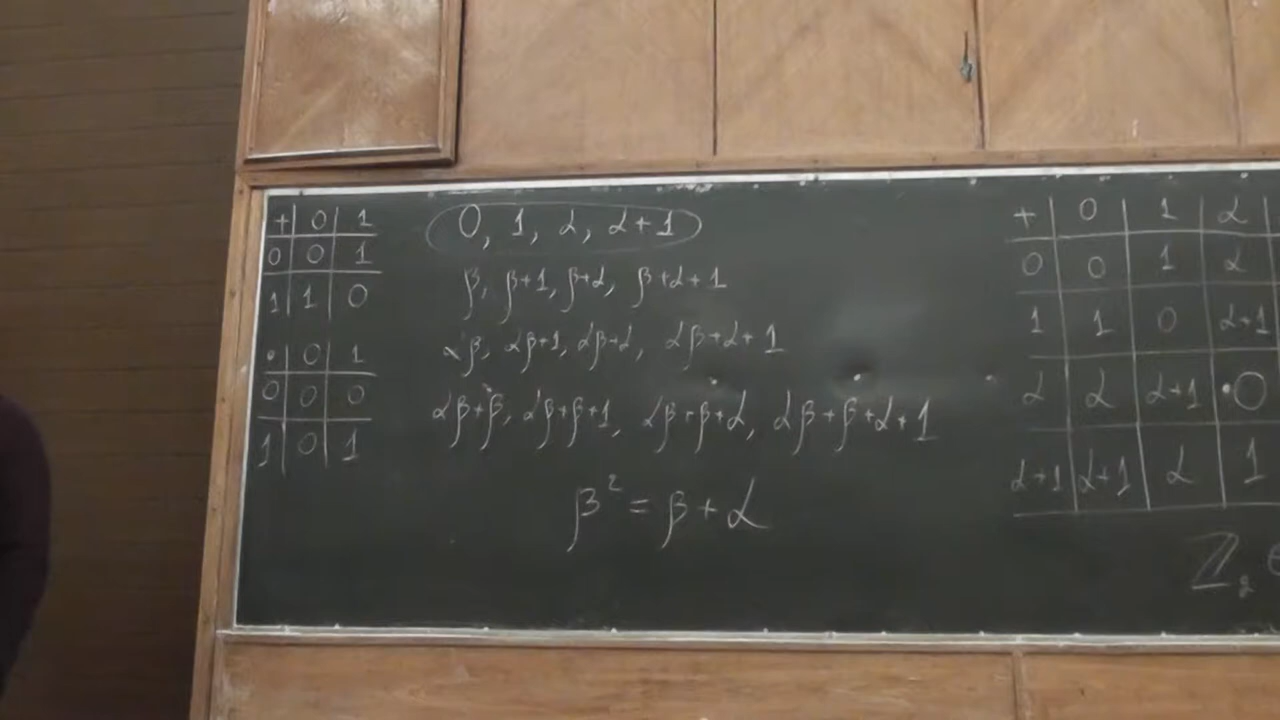 + 0 1
0 0 1
1 1 0
· 0 1
0 0 0
1 0 1
0, 1, α, α+1
β, β+1, β+α, β+α+1
αβ, αβ+1, αβ+α, αβ+α+1
αβ+β, αβ+β+1, αβ+β+α, αβ+β+α+1
β² = β+α
+ 0 1 α
0 0 1 α
1 1 0 α+1
α α α+1 0
α+1 α+1 α 1
ℤ₂